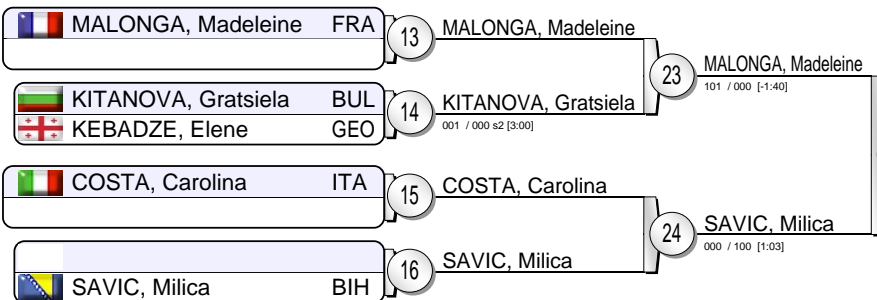 MALONGA, Madeleine FRA 13 MALONGA, Madeleine
23 MALONGA, Madeleine
101 / 000 [-1:40]
KITANOVA, Gratsiela BUL 14 KITANOVA, Gratsiela
KEBADZE, Elene GEO 001 / 000 s2 [3:00]
COSTA, Carolina ITA 15 COSTA, Carolina
24 SAVIC, Milica
000 / 100 [1:03]
16 SAVIC, Milica
SAVIC, Milica BIH